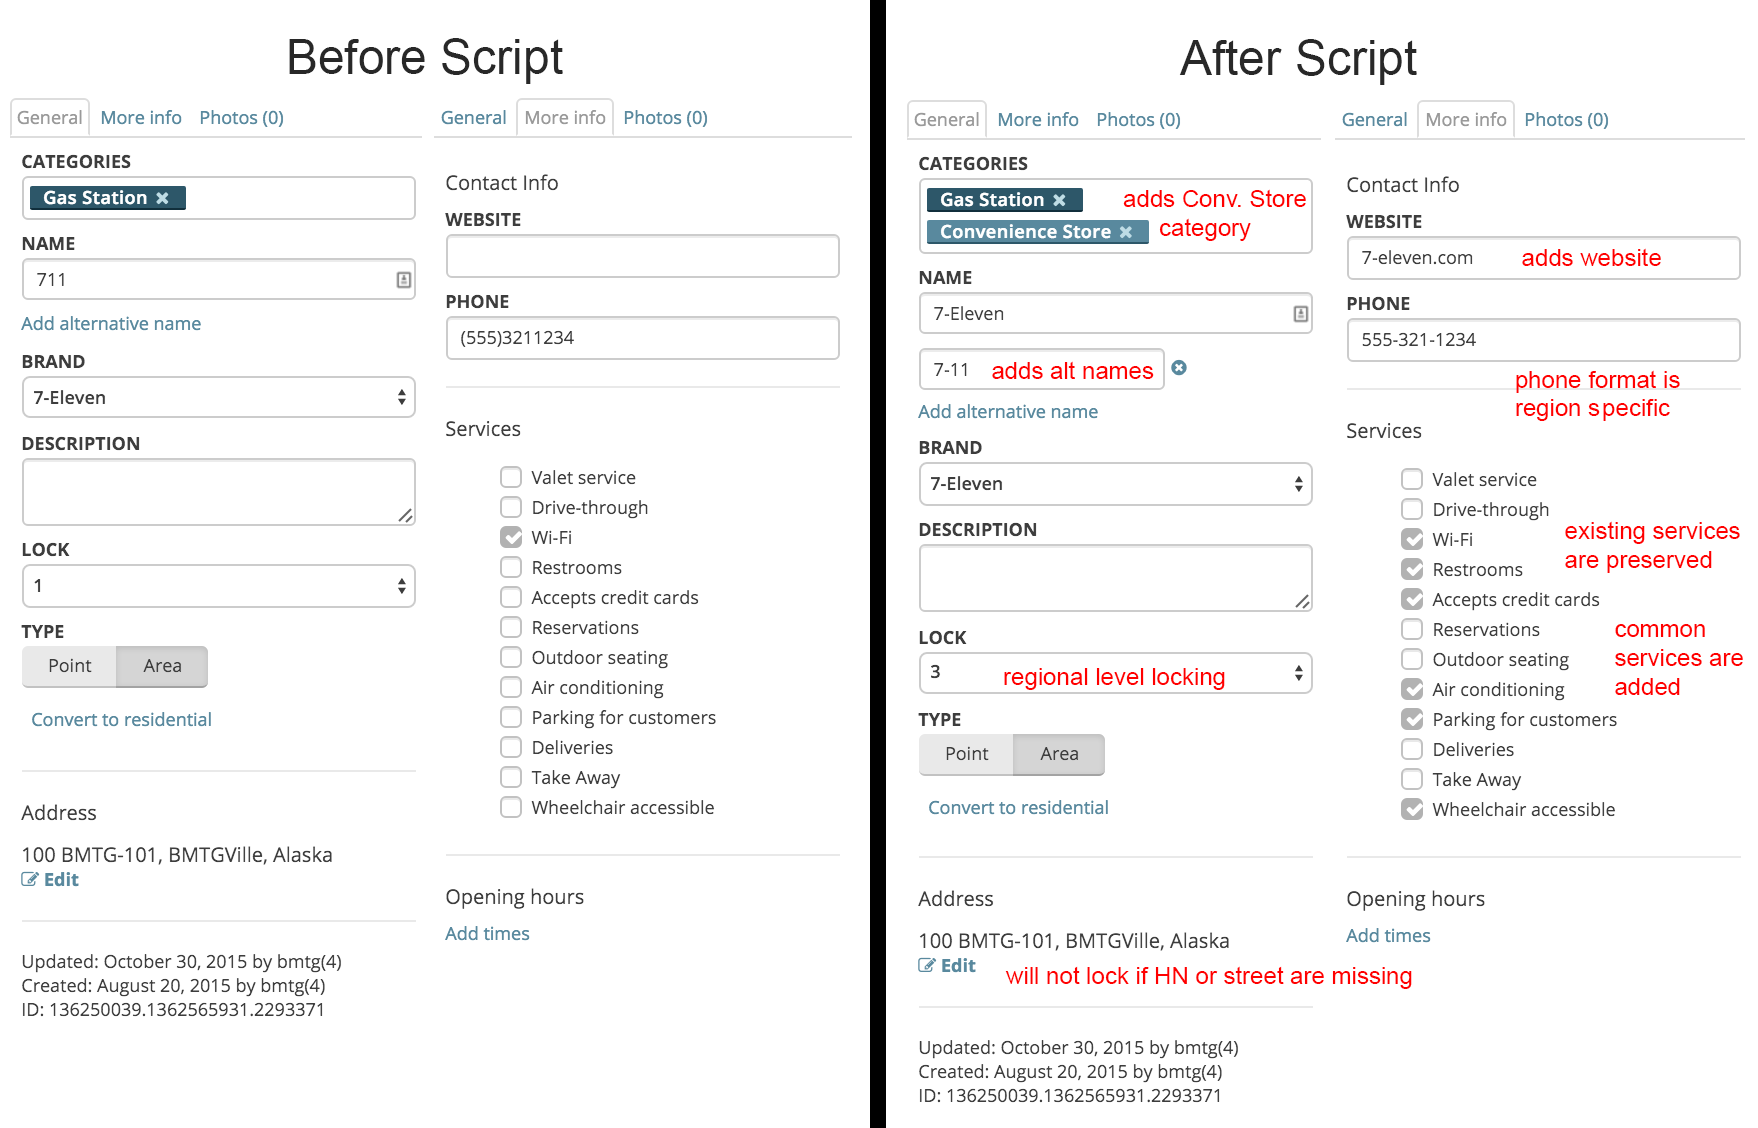 Before Script
General
More info
Photos (0)
CATEGORIES
Gas Station ×
NAME
711
Add alternative name
BRAND
7-Eleven
DESCRIPTION
LOCK
1
TYPE
Point
Area
Convert to residential
Address
100 BMTG-101, BMTGVille, Alaska
Edit
Updated: October 30, 2015 by bmtg(4)
Created: August 20, 2015 by bmtg(4)
ID: 136250039.1362565931.2293371
General
More info
Photos (0)
Contact Info
WEBSITE
PHONE
(555)3211234
Services
Valet service
Drive-through
Wi-Fi
Restrooms
Accepts credit cards
Reservations
Outdoor seating
Air conditioning
Parking for customers
Deliveries
Take Away
Wheelchair accessible
Opening hours
Add times
After Script
General
More info
Photos (0)
CATEGORIES
Gas Station ×
Convenience Store ×
adds Conv. Store
category
NAME
7-Eleven
7-11
adds alt names
Add alternative name
BRAND
7-Eleven
DESCRIPTION
LOCK
3
regional level locking
TYPE
Point
Area
Convert to residential
Address
100 BMTG-101, BMTGVille, Alaska
Edit
will not lock if HN or street are missing
Updated: October 30, 2015 by bmtg(4)
Created: August 20, 2015 by bmtg(4)
ID: 136250039.1362565931.2293371
General
More info
Photos (0)
Contact Info
WEBSITE
7-eleven.com
adds website
PHONE
555-321-1234
phone format is
region specific
Services
Valet service
Drive-through
Wi-Fi
Restrooms
existing services
are preserved
Accepts credit cards
Reservations
Outdoor seating
Air conditioning
common
services are
added
Parking for customers
Deliveries
Take Away
Wheelchair accessible
Opening hours
Add times